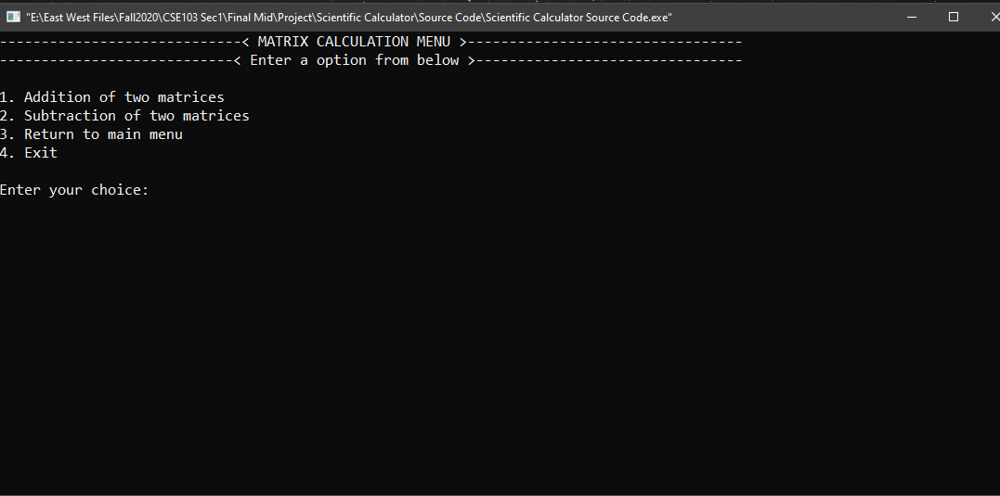 "E:\East West Files\Fall2020\CSE103 Sec1\Final Mid\Project\Scientific Calculator\Source Code\Scientific Calculator Source Code.exe"
-----------------------------< MATRIX CALCULATION MENU >---------------------------------
----------------------------< Enter a option from below >--------------------------------
1. Addition of two matrices
2. Subtraction of two matrices
3. Return to main menu
4. Exit
Enter your choice: